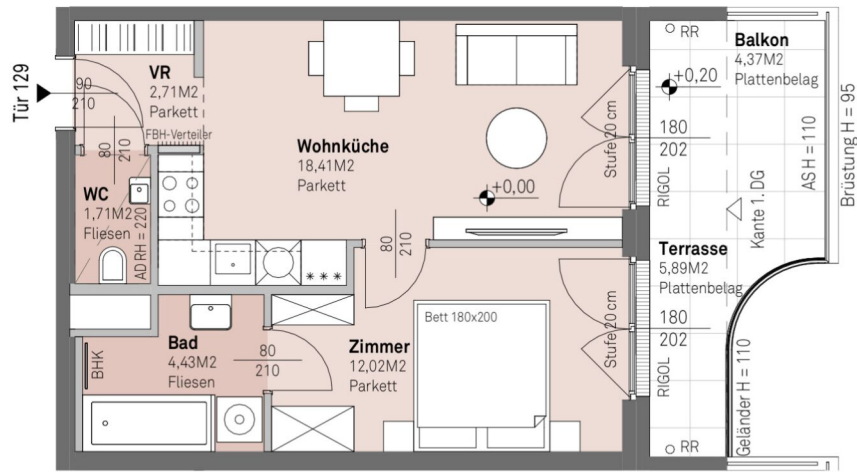 Tür 129
90
210
VR
2,71M2
Parkett
FBH-Verteiler
80
210
WC
1,71M2
Fliesen
ADRH = 220
Wohnküche
18,41M2
Parkett
+0,00
80
210
Stufe 20 cm
180
202
RIGOL
RR
Balkon
4,37M2
Plattenbelag
+0,20
AS H = 110
Brüstung H = 95
Kante 1. DG
Terrasse
5,89M2
Plattenbelag
Bad
4,43M2
Fliesen
BHK
80
210
Zimmer
12,02M2
Parkett
Bett 180x200
Stufe 20 cm
180
202
RIGOL
Geländer H = 110
RR